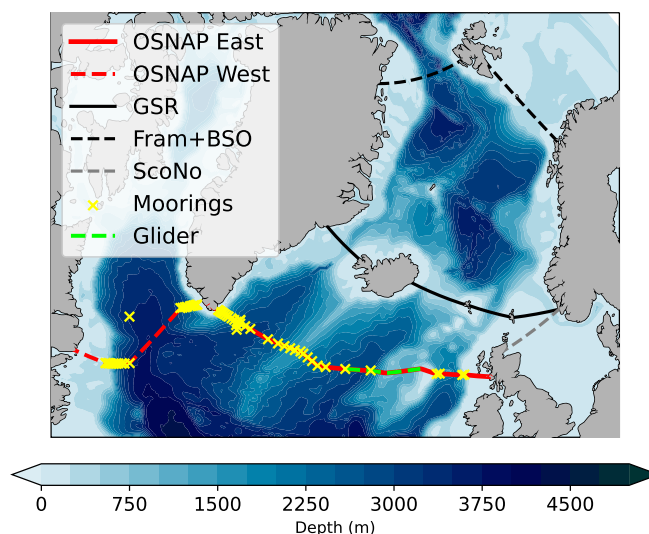 OSNAP East
OSNAP West
GSR
Fram+BSO
ScoNo
Moorings
Glider
0 750 1500 2250 3000 3750 4500
Depth (m)